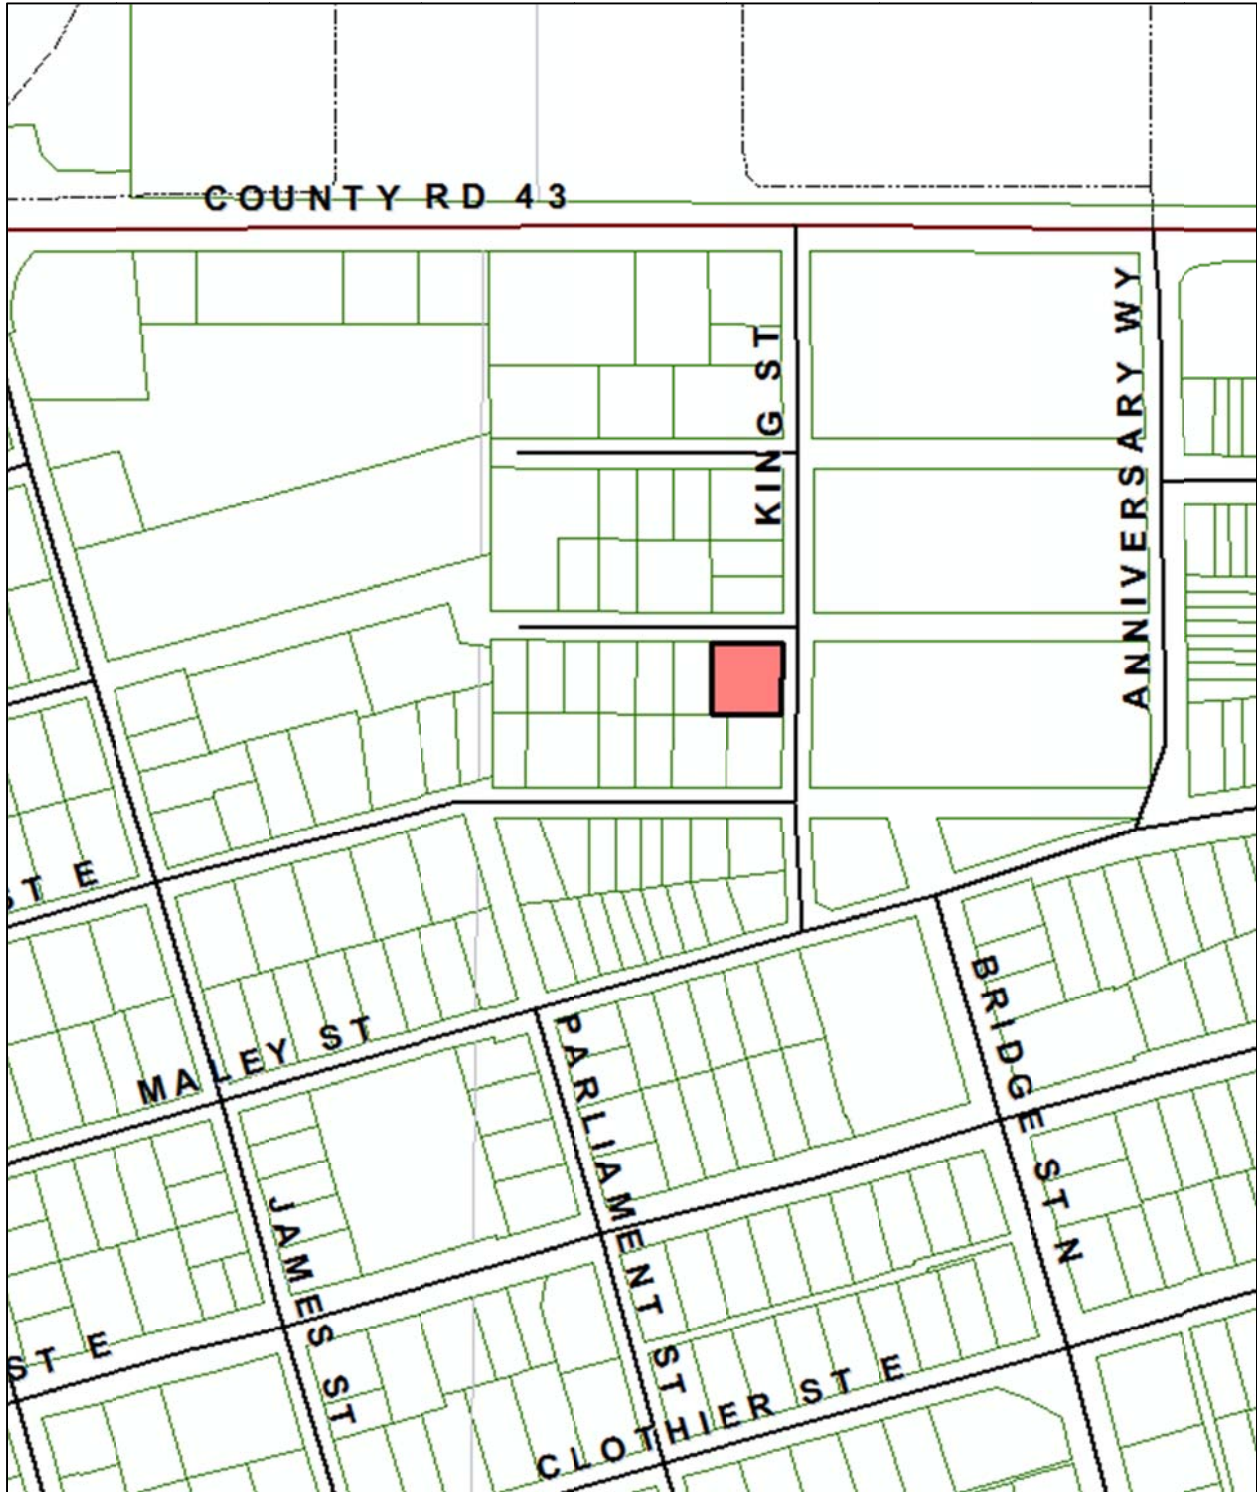 COUNTY RD 43
KING ST
ANNIVERSARY WY
ST E
MALEY ST
PARLIAMENT ST
BRIDGE ST N
JAMES ST
ST E
CLOTHIER ST E